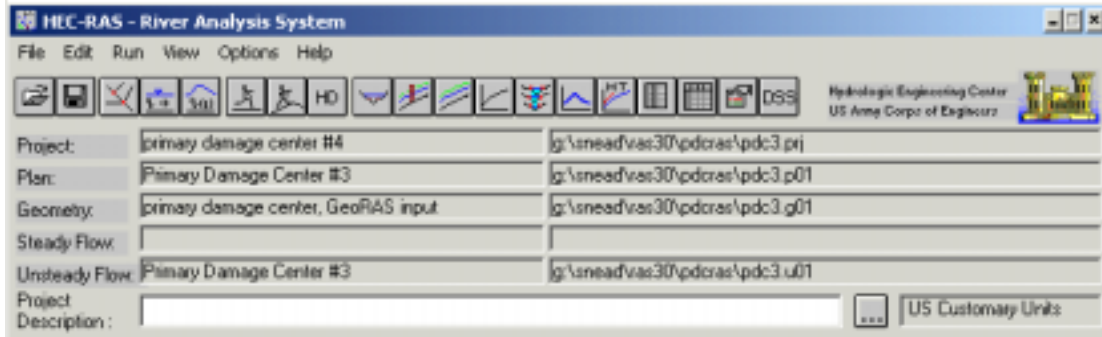 HEC-RAS - River Analysis System
File Edit Run View Options Help
HD DSS
Hydrologic Engineering Center
US Army Corps of Engineers
Project: primary damage center #4 g:\snead\ras30\pdcras\pdc3.prj
Plan: Primary Damage Center #3 g:\snead\ras30\pdcras\pdc3.p01
Geometry: primary damage center, GeoRAS input g:\snead\ras30\pdcras\pdc3.g01
Steady Flow:
Unsteady Flow: Primary Damage Center #3 g:\snead\ras30\pdcras\pdc3.u01
Project
Description : ... US Customary Units